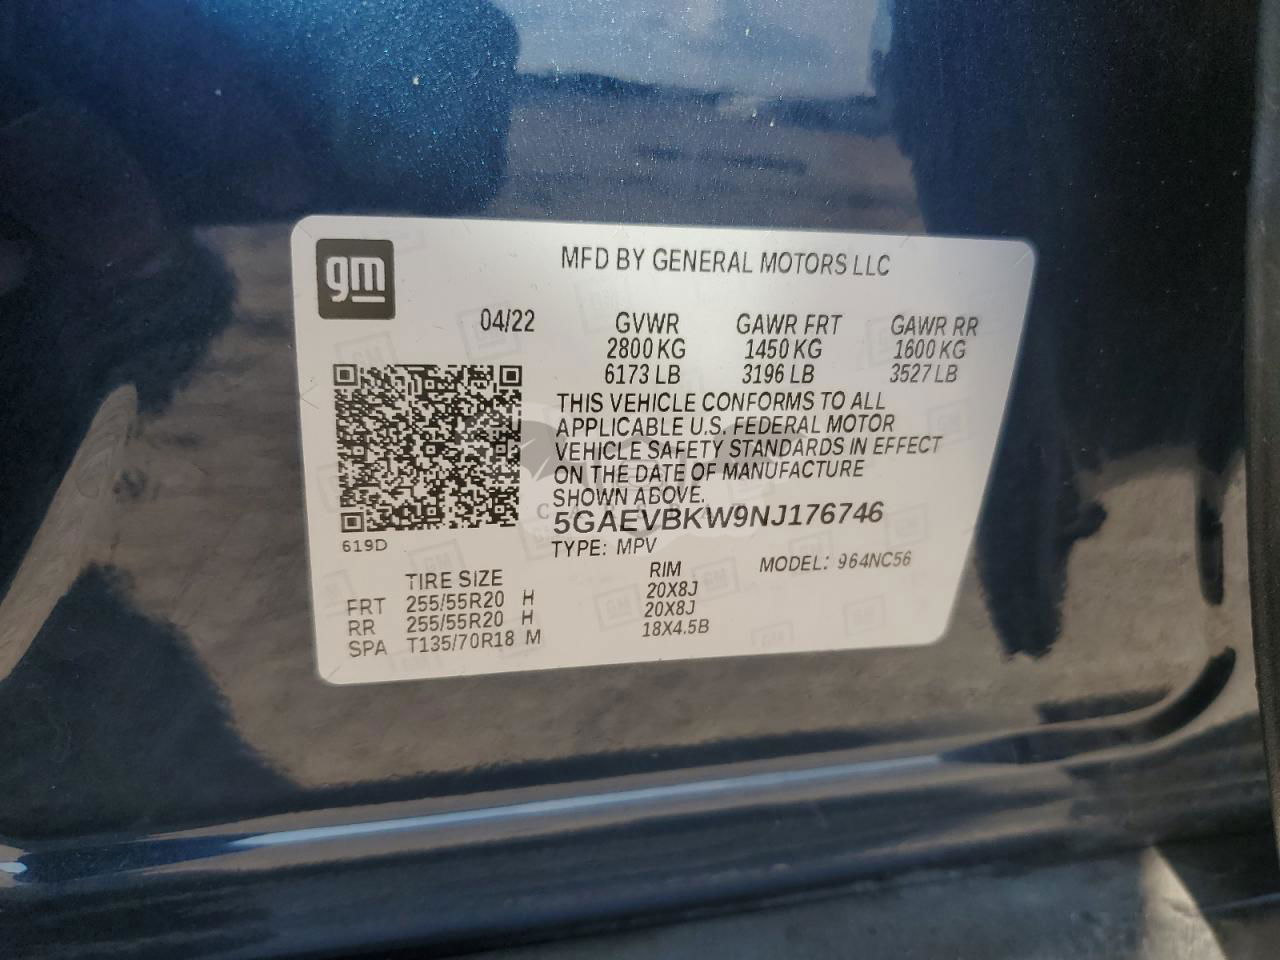 gm
MFD BY GENERAL MOTORS LLC
04/22 GVWR GAWR FRT GAWR RR
2800 KG 1450 KG 1600 KG
6173 LB 3196 LB 3527 LB
THIS VEHICLE CONFORMS TO ALL
APPLICABLE U.S. FEDERAL MOTOR
VEHICLE SAFETY STANDARDS IN EFFECT
ON THE DATE OF MANUFACTURE
SHOWN ABOVE.
5GAEVBKW9NJ176746
619D
TYPE: MPV MODEL: 964NC56
TIRE SIZE RIM
FRT 255/55R20 H 20X8J
RR 255/55R20 H 20X8J
SPA T135/70R18 M 18X4.5B